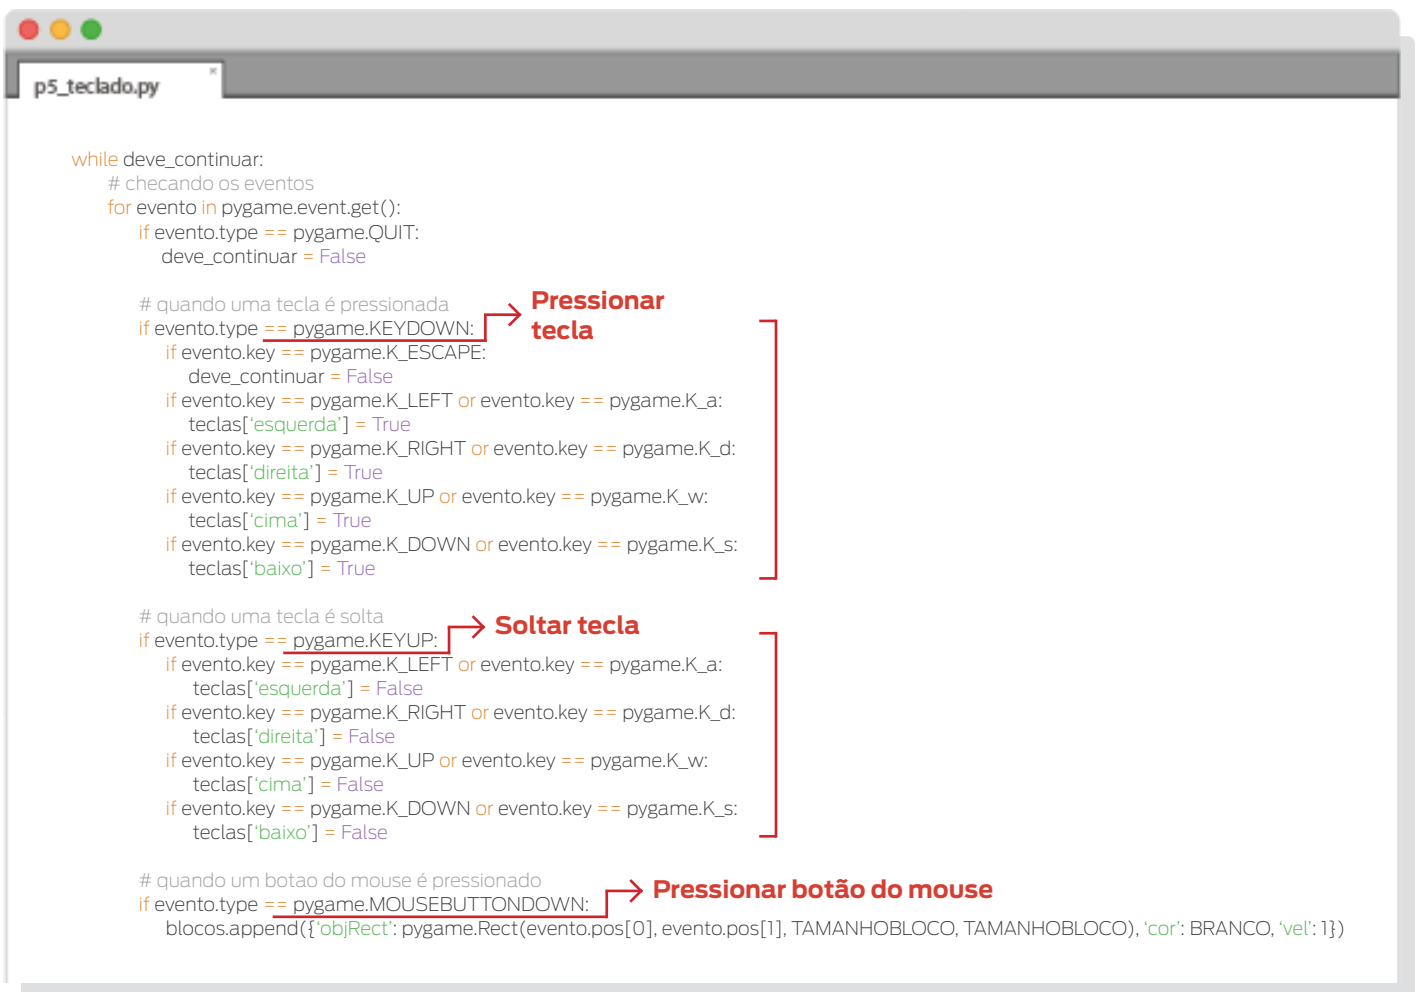 p5_teclado.py
×
while deve_continuar:
# checando os eventos
for evento in pygame.event.get():
if evento.type == pygame.QUIT:
deve_continuar = False
# quando uma tecla é pressionada
Pressionar
tecla
if evento.type == pygame.KEYDOWN:
if evento.key == pygame.K_ESCAPE:
deve_continuar = False
if evento.key == pygame.K_LEFT or evento.key == pygame.K_a:
teclas[‘esquerda’] = True
if evento.key == pygame.K_RIGHT or evento.key == pygame.K_d:
teclas[‘direita’] = True
if evento.key == pygame.K_UP or evento.key == pygame.K_w:
teclas[‘cima’] = True
if evento.key == pygame.K_DOWN or evento.key == pygame.K_s:
teclas[‘baixo’] = True
# quando uma tecla é solta
Soltar tecla
if evento.type == pygame.KEYUP:
if evento.key == pygame.K_LEFT or evento.key == pygame.K_a:
teclas[‘esquerda’] = False
if evento.key == pygame.K_RIGHT or evento.key == pygame.K_d:
teclas[‘direita’] = False
if evento.key == pygame.K_UP or evento.key == pygame.K_w:
teclas[‘cima’] = False
if evento.key == pygame.K_DOWN or evento.key == pygame.K_s:
teclas[‘baixo’] = False
# quando um botao do mouse é pressionado
Pressionar botão do mouse
if evento.type == pygame.MOUSEBUTTONDOWN:
blocos.append({‘objRect’: pygame.Rect(evento.pos[0], evento.pos[1], TAMANHOBLOCO, TAMANHOBLOCO), ‘cor’: BRANCO, ‘vel’: 1})